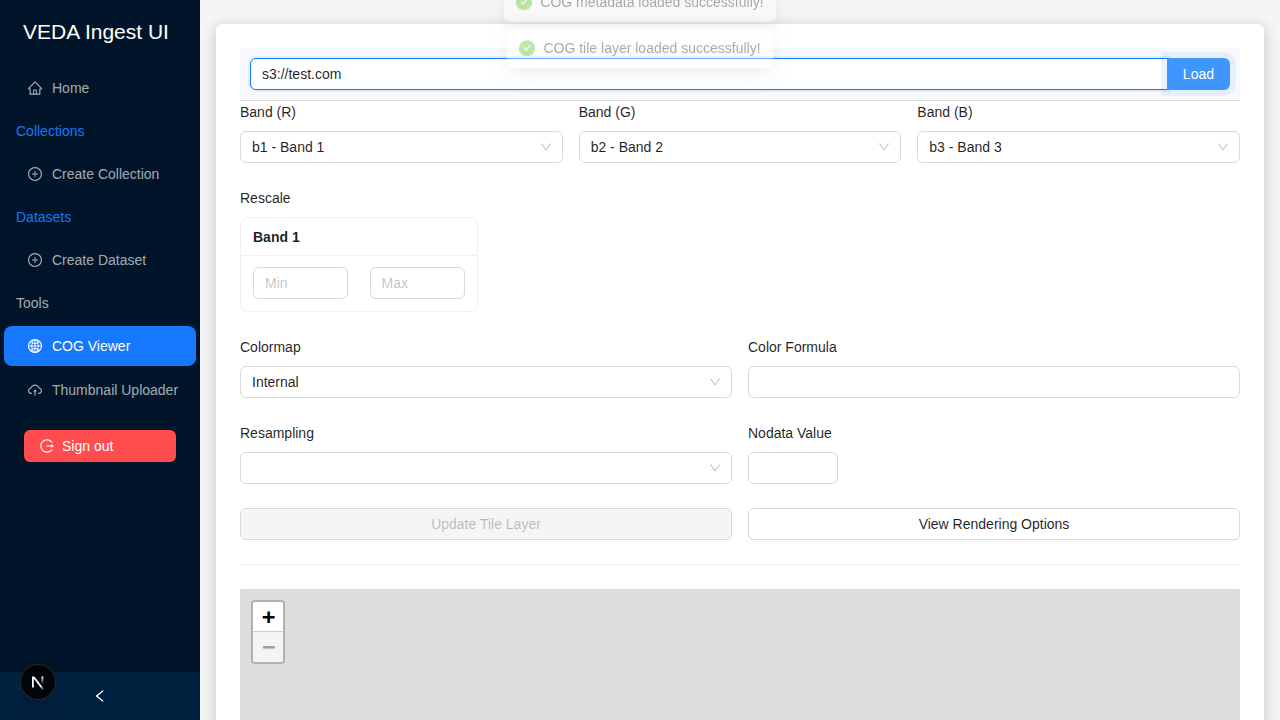 VEDA Ingest UI
Home
Collections
Create Collection
Datasets
Create Dataset
Tools
COG Viewer
Thumbnail Uploader
Sign out
COG metadata loaded successfully!
COG tile layer loaded successfully!
s3://test.com
Load
Band (R)
Band (G)
Band (B)
b1 - Band 1
b2 - Band 2
b3 - Band 3
Rescale
Band 1
Min
Max
Colormap
Color Formula
Internal
Resampling
Nodata Value
Update Tile Layer
View Rendering Options
+
−
N